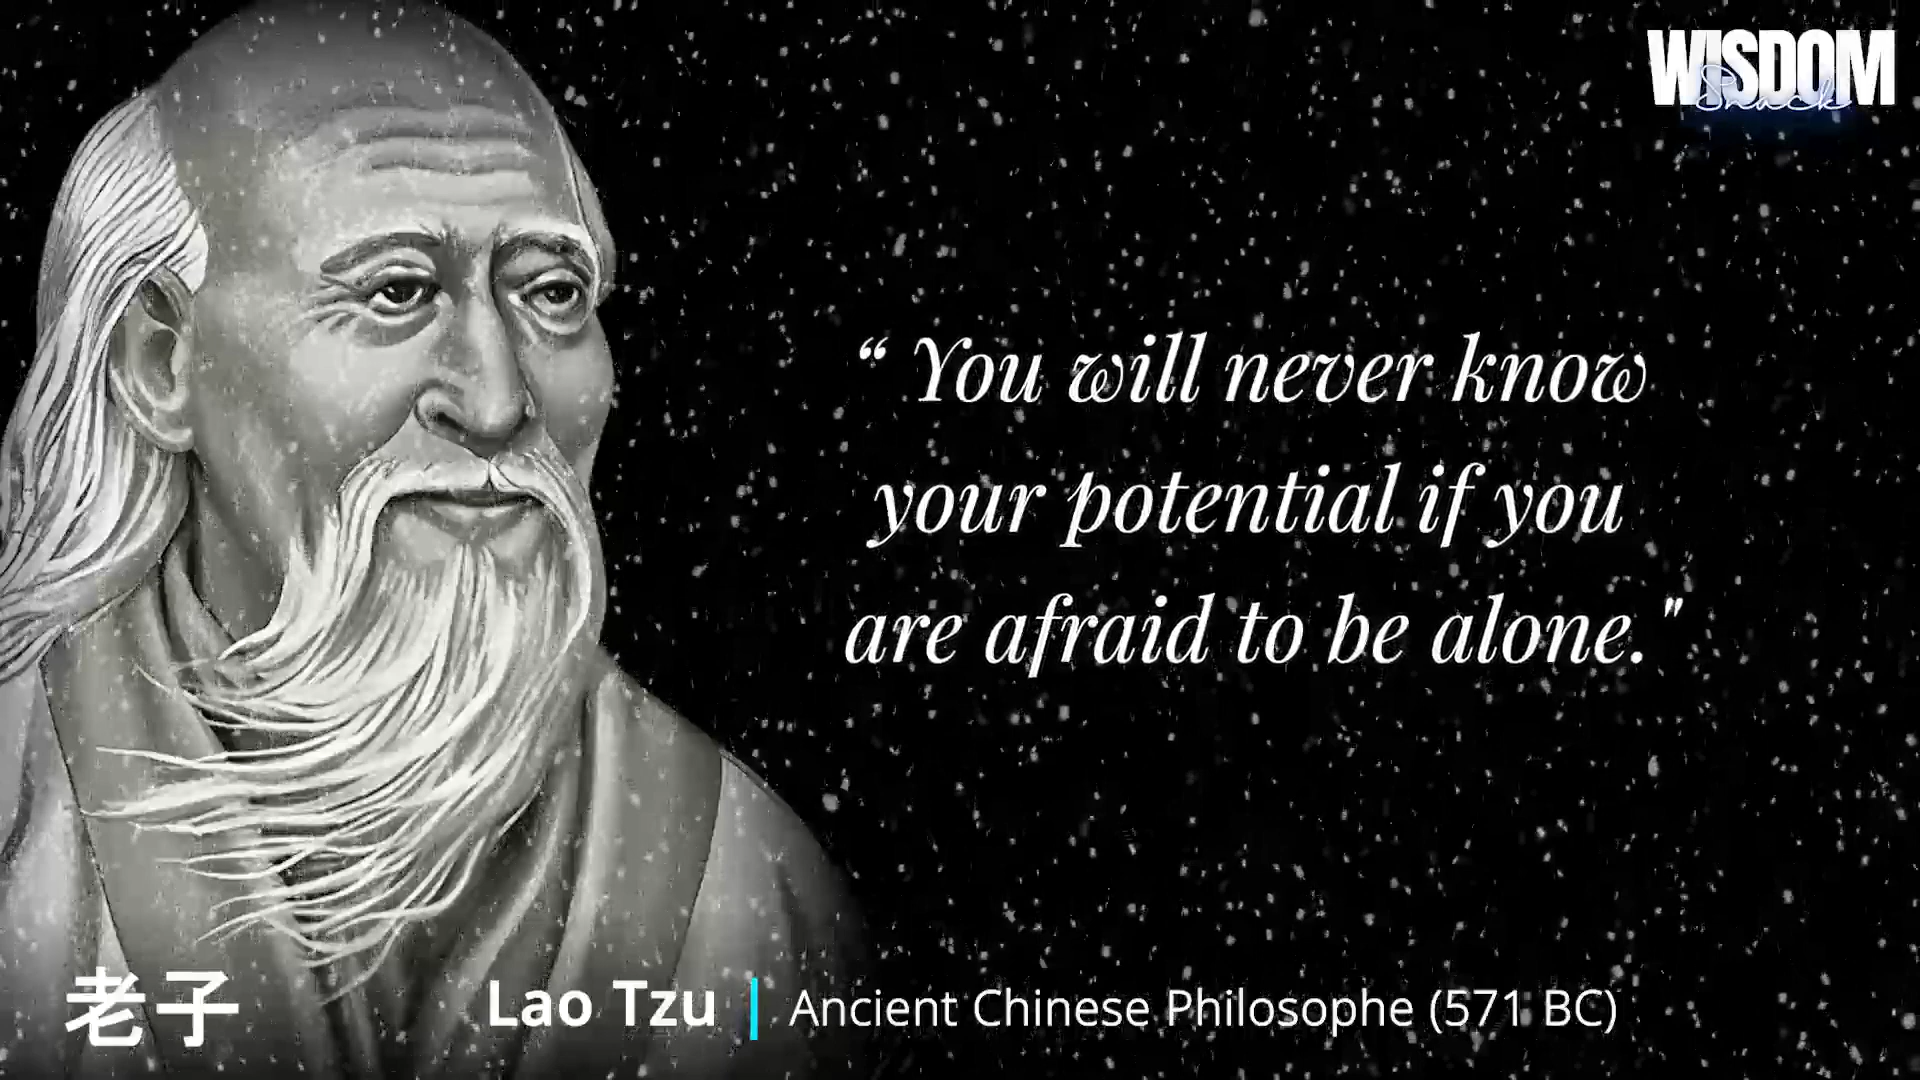 WISDOM
Snack
“ You will never know
your potential if you
are afraid to be alone."
老子
Lao Tzu | Ancient Chinese Philosophe (571 BC)